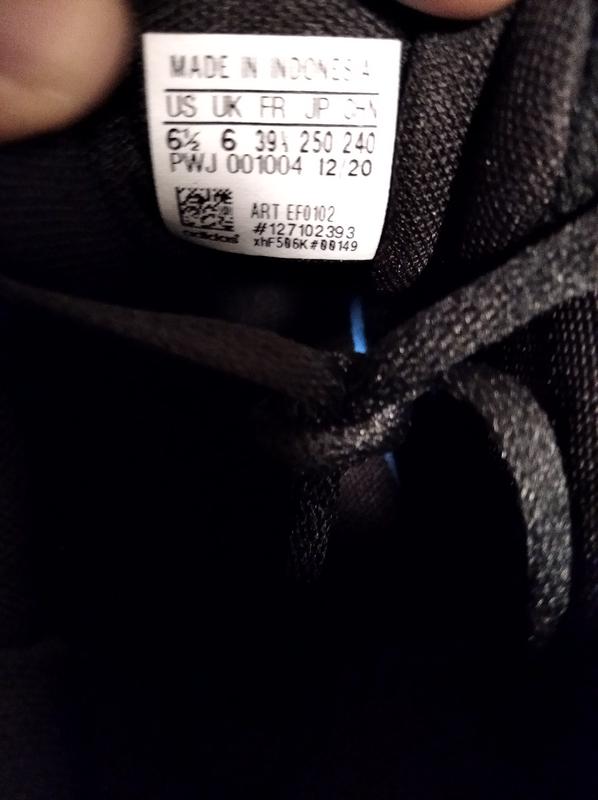 MADE IN INDONESIA
US UK FR JP CHN
6½ 6 39⅓ 250 240
PWJ 001004 12/20
ART EF0102
#127102393
adidas
xhF506K#00149